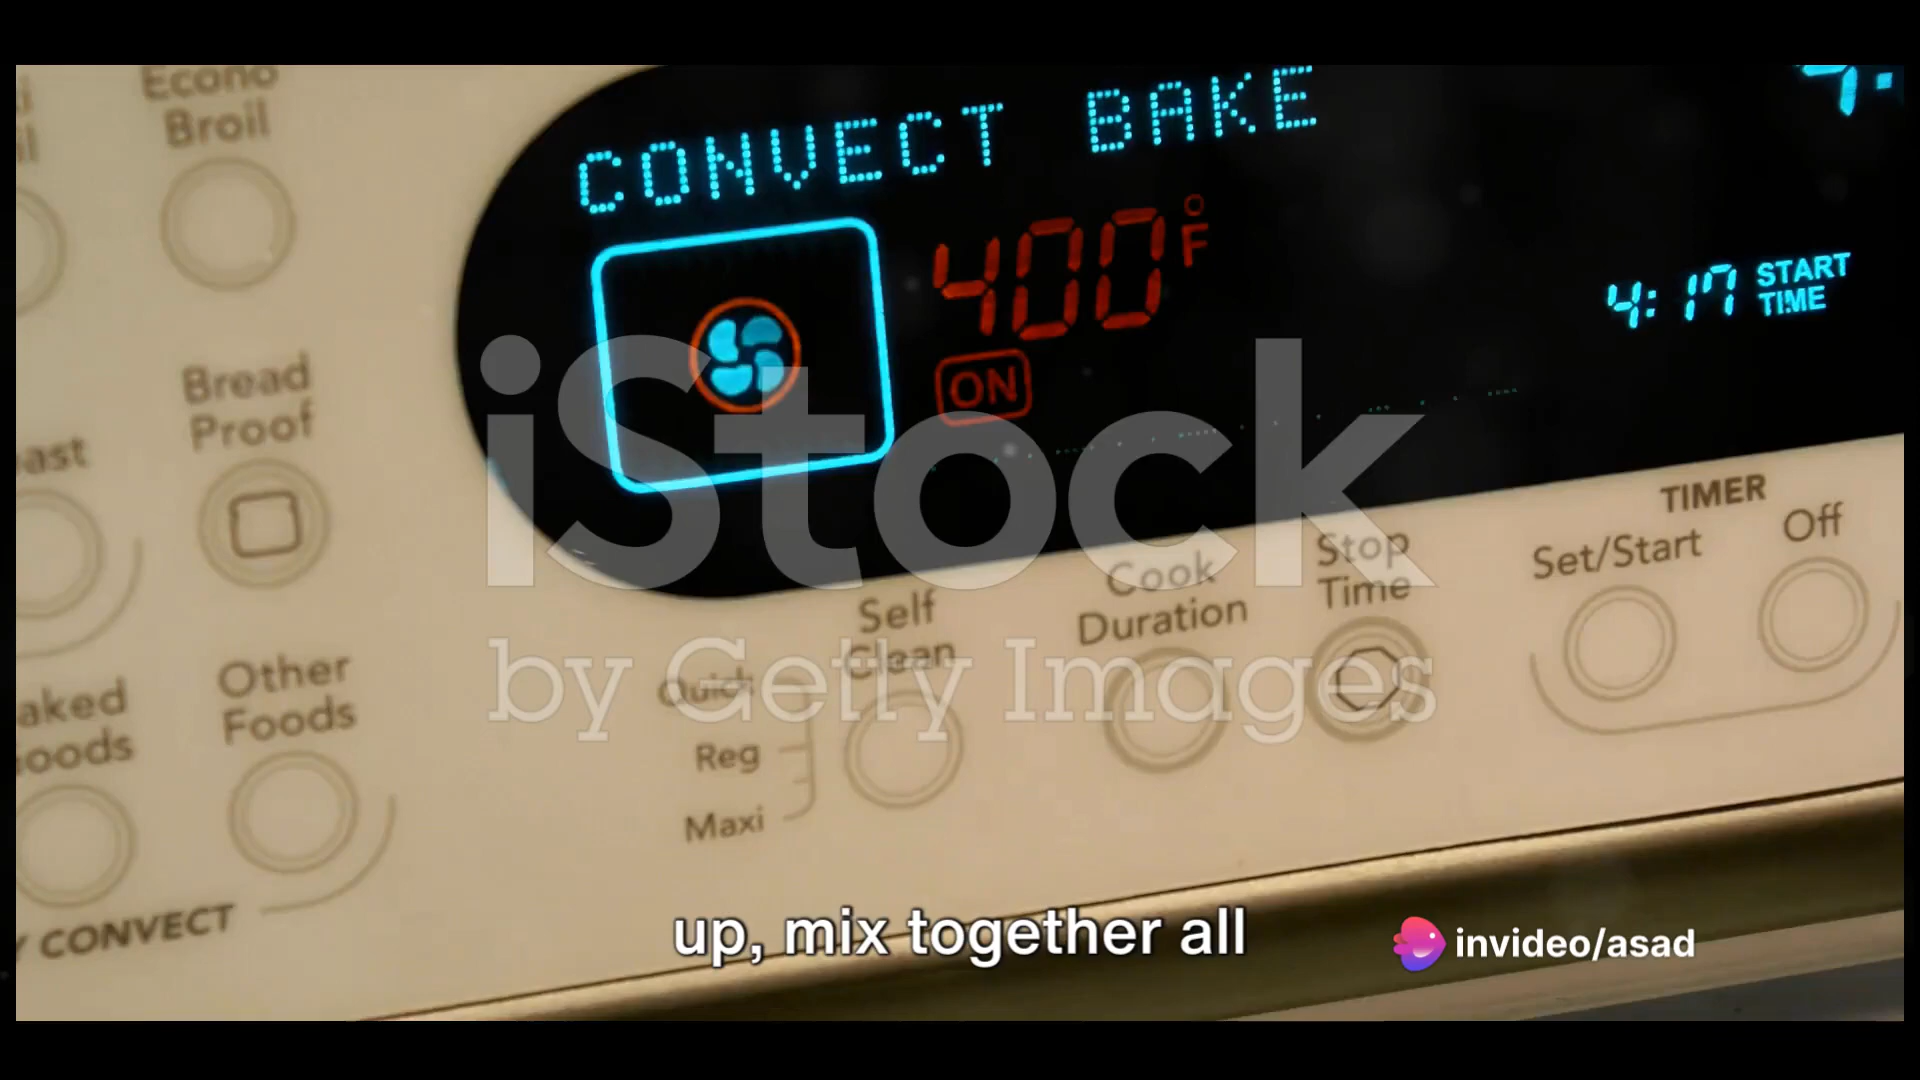 Econo
Broil
CONVECT BAKE
400°F
ON
4:17 START
TIME
Bread
Proof
TIMER
Set/Start
Off
Stop
Time
Cook
Duration
Self
Clean
Quick
Reg
Maxi
Other
Foods
CONVECT
iStock
by Getty Images
up, mix together all
invideo/asad